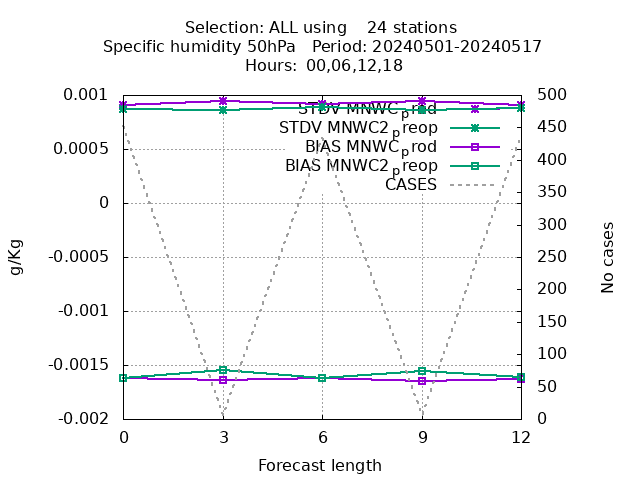 Selection: ALL using    24 stations
Specific humidity 50hPa   Period: 20240501-20240517
Hours: 00,06,12,18
0.001
0.0005
0
-0.0005
-0.001
-0.0015
-0.002
g/Kg
STDV MNWC_prod
STDV MNWC2_preop
BIAS MNWC_prod
BIAS MNWC2_preop
CASES
500
450
400
350
300
250
200
150
100
50
0
No cases
0 3 6 9 12
Forecast length